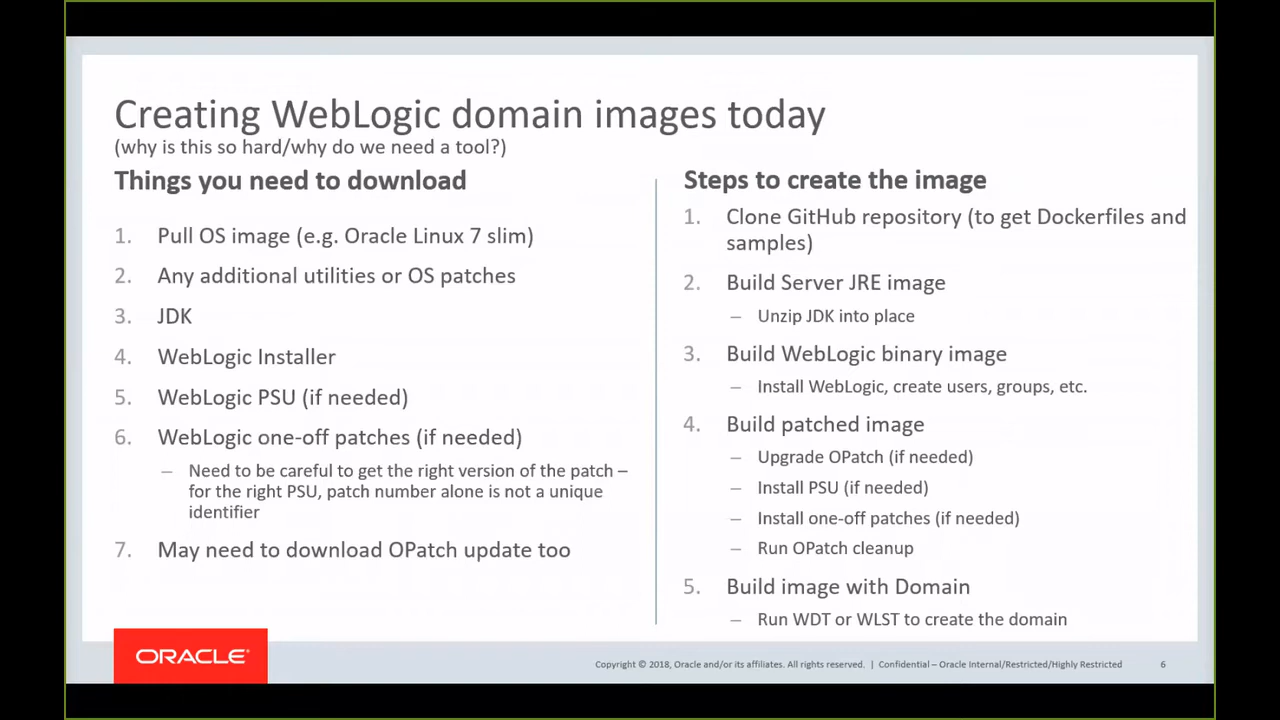 Creating WebLogic domain images today
(why is this so hard/why do we need a tool?)
Things you need to download
1. Pull OS image (e.g. Oracle Linux 7 slim)
2. Any additional utilities or OS patches
3. JDK
4. WebLogic Installer
5. WebLogic PSU (if needed)
6. WebLogic one-off patches (if needed)
– Need to be careful to get the right version of the patch –
for the right PSU, patch number alone is not a unique
identifier
7. May need to download OPatch update too
Steps to create the image
1. Clone GitHub repository (to get Dockerfiles and
samples)
2. Build Server JRE image
– Unzip JDK into place
3. Build WebLogic binary image
– Install WebLogic, create users, groups, etc.
4. Build patched image
– Upgrade OPatch (if needed)
– Install PSU (if needed)
– Install one-off patches (if needed)
– Run OPatch cleanup
5. Build image with Domain
– Run WDT or WLST to create the domain
ORACLE®
Copyright © 2018, Oracle and/or its affiliates. All rights reserved. | Confidential – Oracle Internal/Restricted/Highly Restricted 6